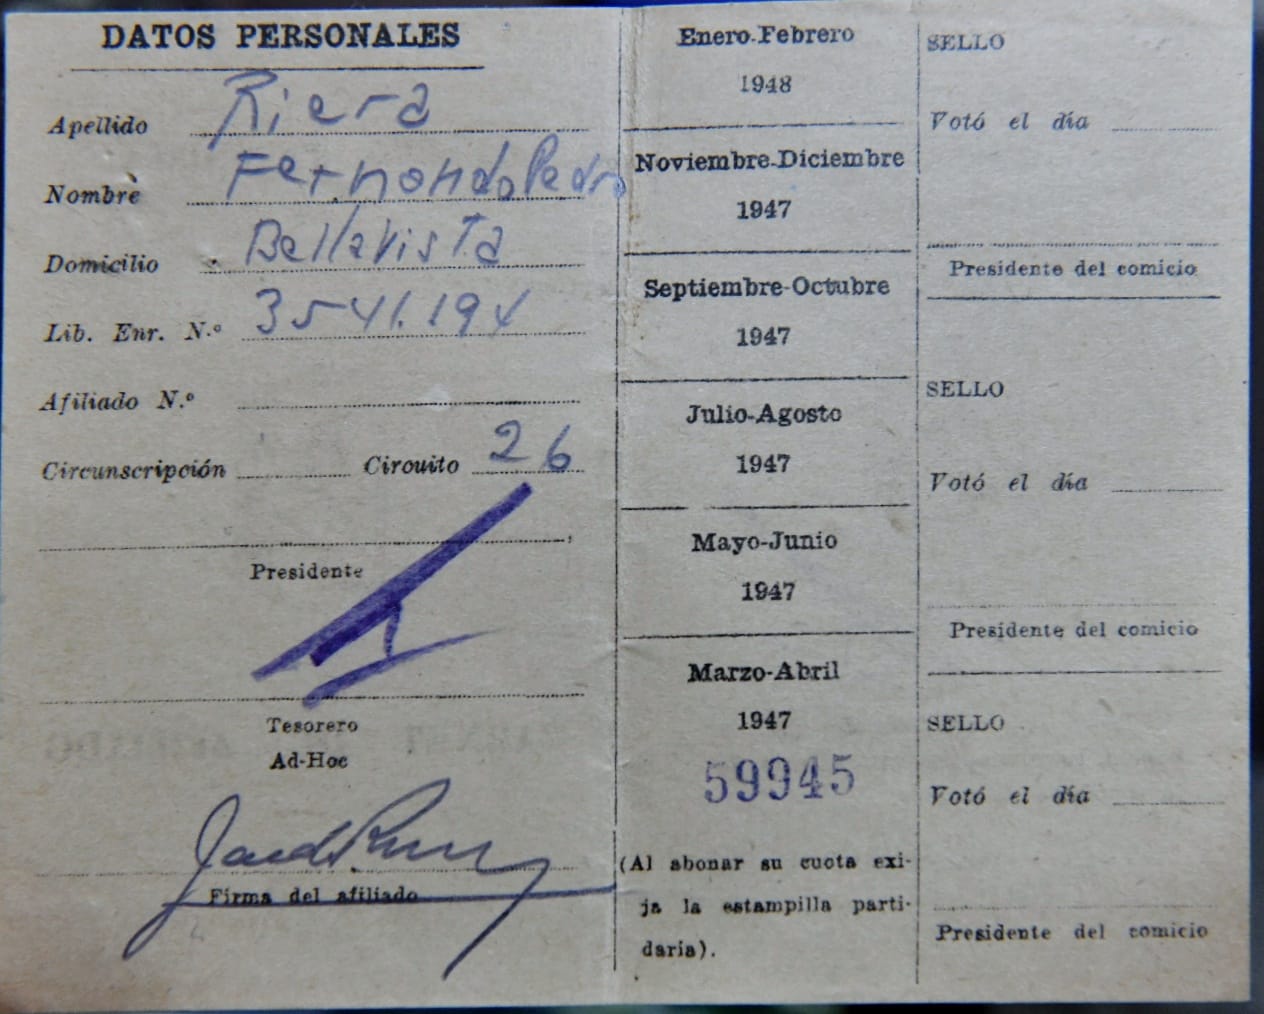 DATOS PERSONALES
Apellido Riera
Nombre Fernando Pedro
Domicilio Bellavista
Lib. Enr. N.º 3541.194
Afiliado N.º
Circunscripción Circuito 26
Presidente
Tesorero
Ad-Hoc
Firma del afiliado
Enero-Febrero
1948
Noviembre-Diciembre
1947
Septiembre-Octubre
1947
Julio-Agosto
1947
Mayo-Junio
1947
Marzo-Abril
1947
59945
(Al abonar su cuota exi-
ja la estampilla parti-
daria).
SELLO
Votó el día
Presidente del comicio
SELLO
Votó el día
Presidente del comicio
SELLO
Votó el día
Presidente del comicio